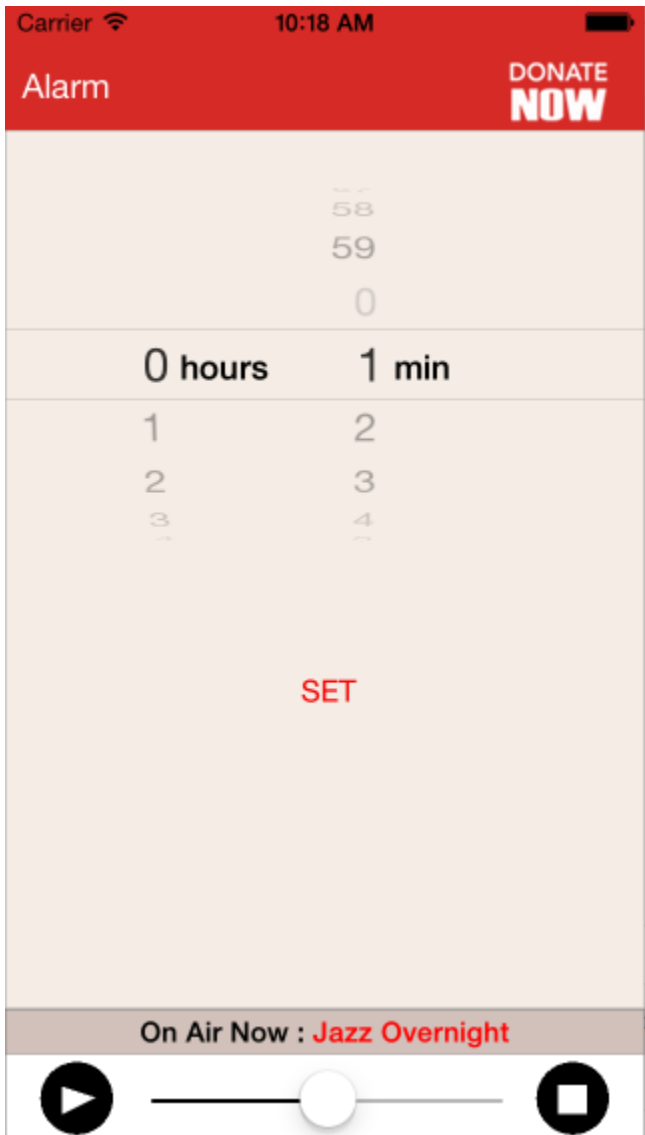 Carrier 10:18 AM
Alarm
DONATE
NOW
58
59
0
0 hours 1 min
1 2
2 3
3 4
SET
On Air Now : Jazz Overnight